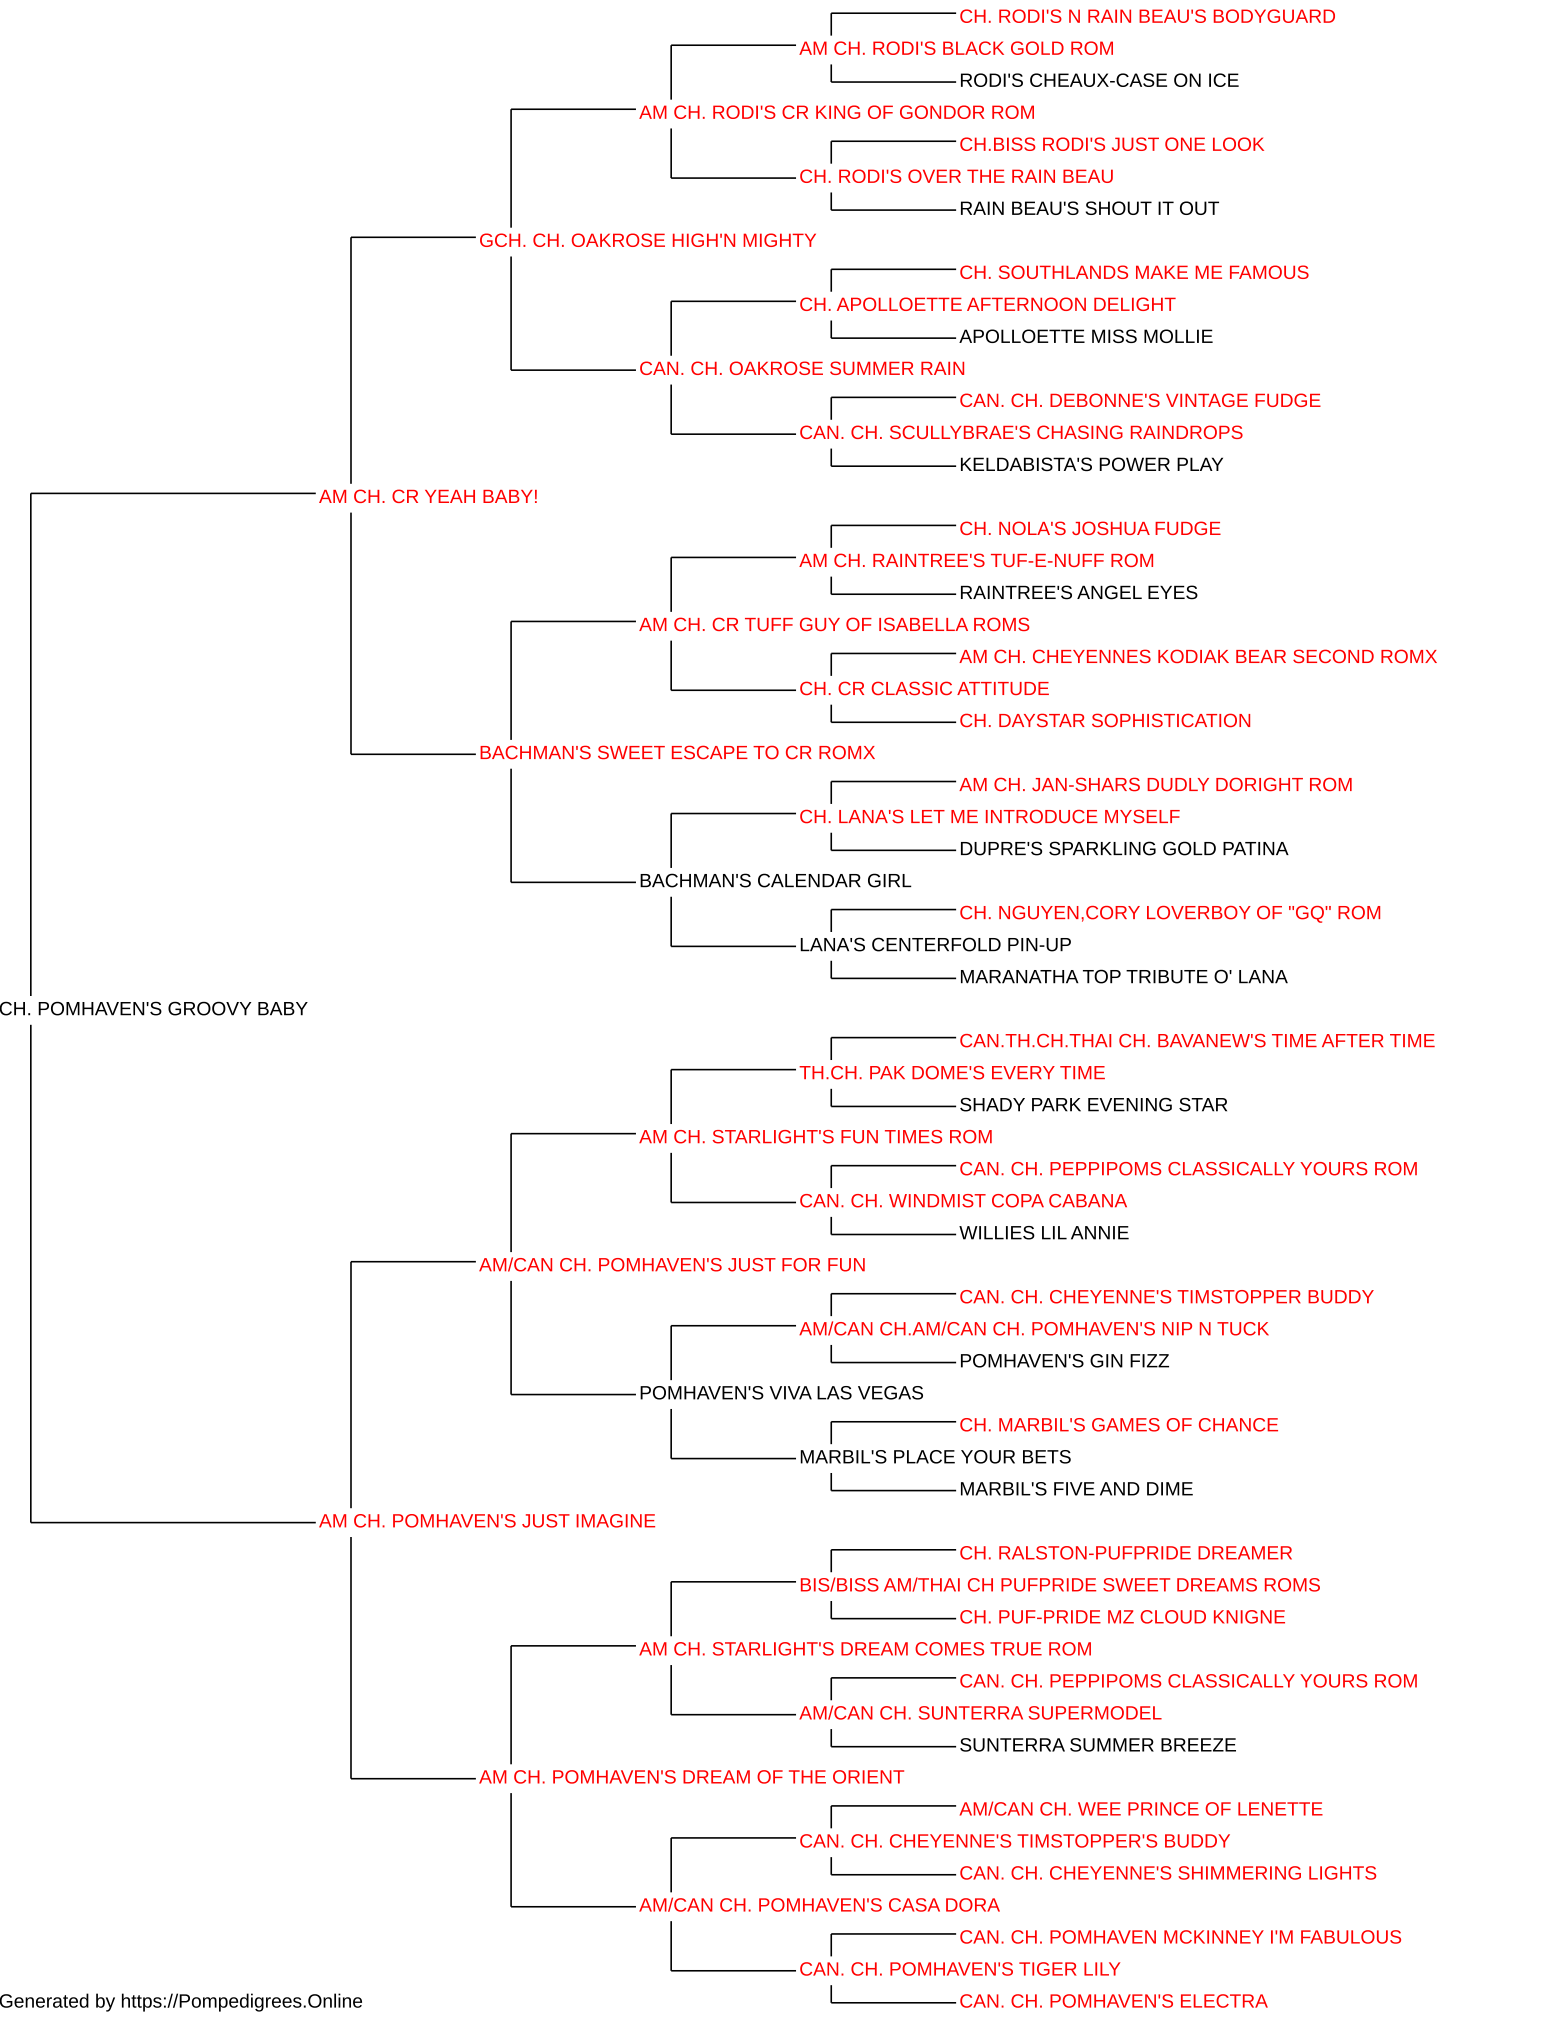 CH. RODI'S N RAIN BEAU'S BODYGUARD
AM CH. RODI'S BLACK GOLD ROM
RODI'S CHEAUX-CASE ON ICE
AM CH. RODI'S CR KING OF GONDOR ROM
CH.BISS RODI'S JUST ONE LOOK
CH. RODI'S OVER THE RAIN BEAU
RAIN BEAU'S SHOUT IT OUT
GCH. CH. OAKROSE HIGH'N MIGHTY
CH. SOUTHLANDS MAKE ME FAMOUS
CH. APOLLOETTE AFTERNOON DELIGHT
APOLLOETTE MISS MOLLIE
CAN. CH. OAKROSE SUMMER RAIN
CAN. CH. DEBONNE'S VINTAGE FUDGE
CAN. CH. SCULLYBRAE'S CHASING RAINDROPS
KELDABISTA'S POWER PLAY
AM CH. CR YEAH BABY!
CH. NOLA'S JOSHUA FUDGE
AM CH. RAINTREE'S TUF-E-NUFF ROM
RAINTREE'S ANGEL EYES
AM CH. CR TUFF GUY OF ISABELLA ROMS
AM CH. CHEYENNES KODIAK BEAR SECOND ROMX
CH. CR CLASSIC ATTITUDE
CH. DAYSTAR SOPHISTICATION
BACHMAN'S SWEET ESCAPE TO CR ROMX
AM CH. JAN-SHARS DUDLY DORIGHT ROM
CH. LANA'S LET ME INTRODUCE MYSELF
DUPRE'S SPARKLING GOLD PATINA
BACHMAN'S CALENDAR GIRL
CH. NGUYEN,CORY LOVERBOY OF "GQ" ROM
LANA'S CENTERFOLD PIN-UP
MARANATHA TOP TRIBUTE O' LANA
CH. POMHAVEN'S GROOVY BABY
CAN.TH.CH.THAI CH. BAVANEW'S TIME AFTER TIME
TH.CH. PAK DOME'S EVERY TIME
SHADY PARK EVENING STAR
AM CH. STARLIGHT'S FUN TIMES ROM
CAN. CH. PEPPIPOMS CLASSICALLY YOURS ROM
CAN. CH. WINDMIST COPA CABANA
WILLIES LIL ANNIE
AM/CAN CH. POMHAVEN'S JUST FOR FUN
CAN. CH. CHEYENNE'S TIMSTOPPER BUDDY
AM/CAN CH.AM/CAN CH. POMHAVEN'S NIP N TUCK
POMHAVEN'S GIN FIZZ
POMHAVEN'S VIVA LAS VEGAS
CH. MARBIL'S GAMES OF CHANCE
MARBIL'S PLACE YOUR BETS
MARBIL'S FIVE AND DIME
AM CH. POMHAVEN'S JUST IMAGINE
CH. RALSTON-PUFPRIDE DREAMER
BIS/BISS AM/THAI CH PUFPRIDE SWEET DREAMS ROMS
CH. PUF-PRIDE MZ CLOUD KNIGNE
AM CH. STARLIGHT'S DREAM COMES TRUE ROM
CAN. CH. PEPPIPOMS CLASSICALLY YOURS ROM
AM/CAN CH. SUNTERRA SUPERMODEL
SUNTERRA SUMMER BREEZE
AM CH. POMHAVEN'S DREAM OF THE ORIENT
AM/CAN CH. WEE PRINCE OF LENETTE
CAN. CH. CHEYENNE'S TIMSTOPPER'S BUDDY
CAN. CH. CHEYENNE'S SHIMMERING LIGHTS
AM/CAN CH. POMHAVEN'S CASA DORA
CAN. CH. POMHAVEN MCKINNEY I'M FABULOUS
CAN. CH. POMHAVEN'S TIGER LILY
CAN. CH. POMHAVEN'S ELECTRA
Generated by https://Pompedigrees.Online